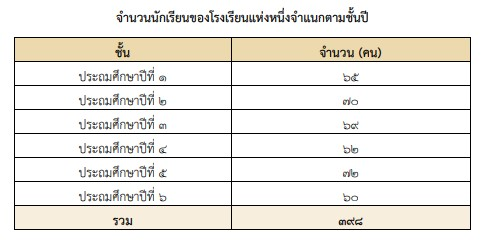 จำนวนนักเรียนของโรงเรียนแห่งหนึ่งจำแนกตามชั้นปี
ชั้น จำนวน (คน)
ประถมศึกษาปีที่ ๑ ๖๕
ประถมศึกษาปีที่ ๒ ๗๐
ประถมศึกษาปีที่ ๓ ๖๙
ประถมศึกษาปีที่ ๔ ๖๒
ประถมศึกษาปีที่ ๕ ๗๒
ประถมศึกษาปีที่ ๖ ๖๐
รวม ๓๙๘